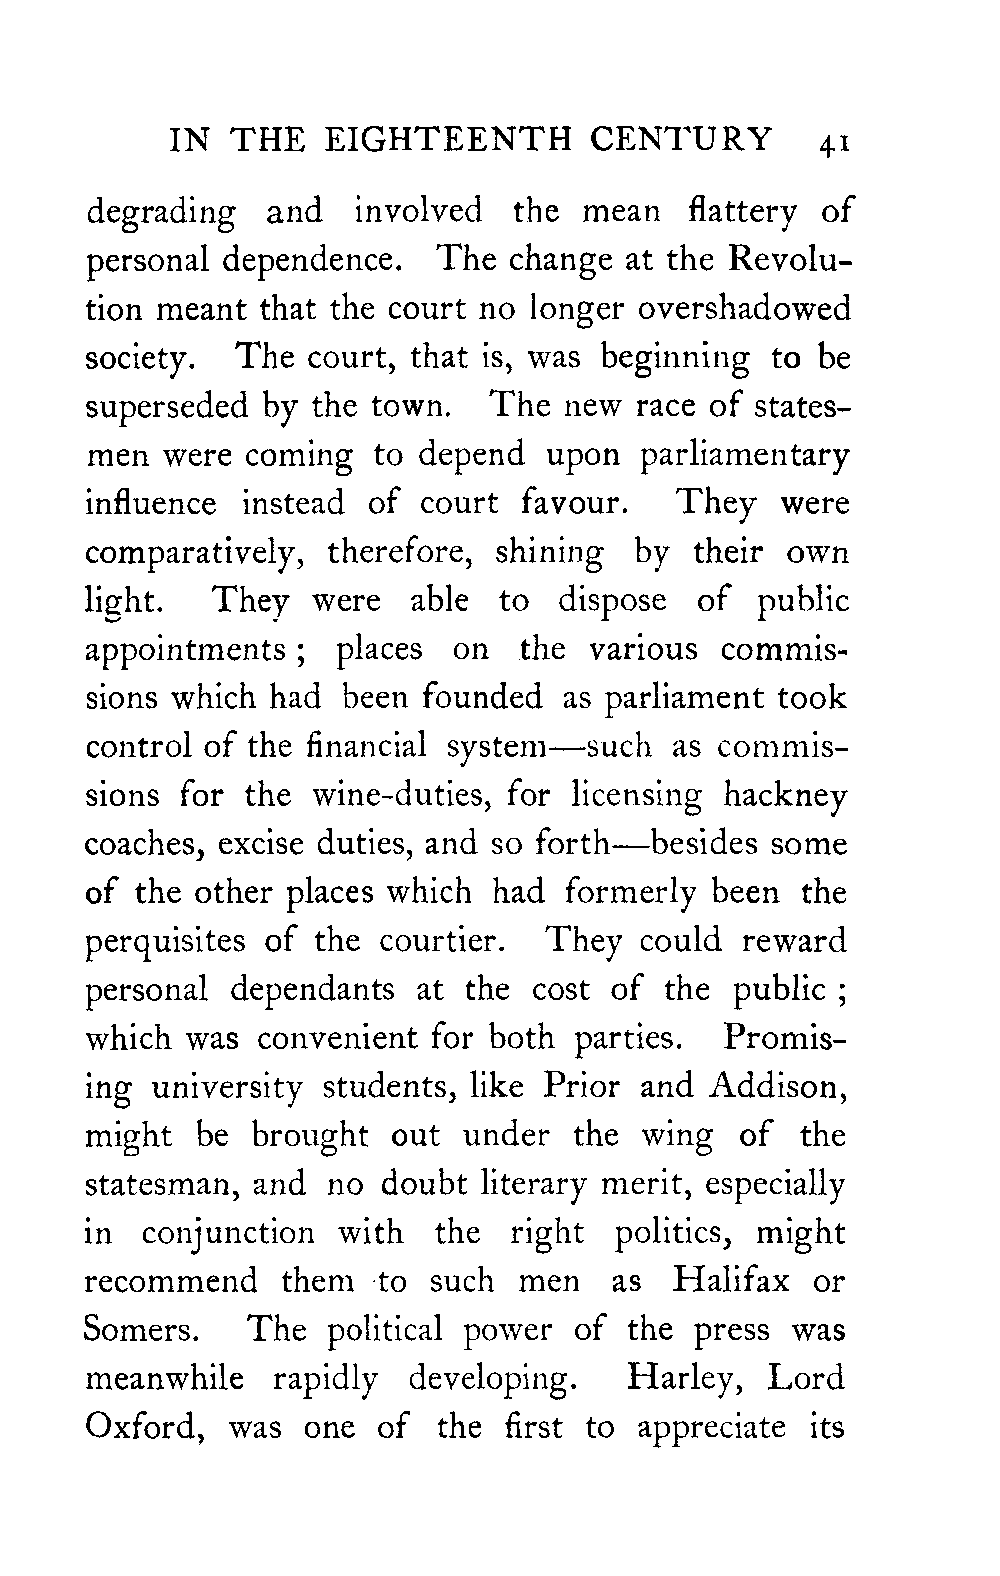 IN THE EIGHTEENTH CENTURY 41
degrading and involved the mean flattery of
personal dependence. The change at the Revolu-
tion meant that the court no longer overshadowed
society. The court, that is, was beginning to be
superseded by the town. The new race of states-
men were coming to depend upon parliamentary
influence instead of court favour. They were
comparatively, therefore, shining by their own
light. They were able to dispose of public
appointments ; places on the various commis-
sions which had been founded as parliament took
control of the financial system—such as commis-
sions for the wine-duties, for licensing hackney
coaches, excise duties, and so forth—besides some
of the other places which had formerly been the
perquisites of the courtier. They could reward
personal dependants at the cost of the public ;
which was convenient for both parties. Promis-
ing university students, like Prior and Addison,
might be brought out under the wing of the
statesman, and no doubt literary merit, especially
in conjunction with the right politics, might
recommend them to such men as Halifax or
Somers. The political power of the press was
meanwhile rapidly developing. Harley, Lord
Oxford, was one of the first to appreciate its